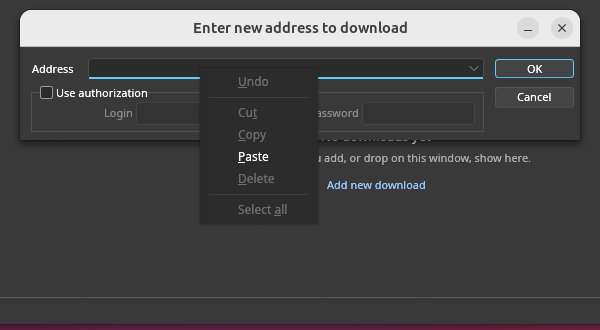 Enter new address to download
Address
OK
Use authorization
Cancel
Login
assword
Undo
Cut
Copy
Paste
Delete
Select all
add, or drop on this window, show here.
Add new download